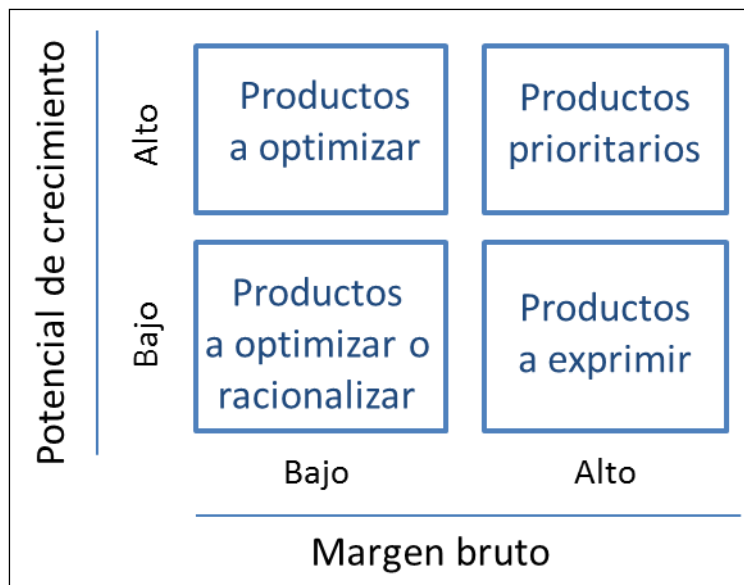 Potencial de crecimiento
Alto
Productos
a optimizar
Productos
prioritarios
Bajo
Productos
a optimizar o
racionalizar
Productos
a exprimir
Bajo
Alto
Margen bruto